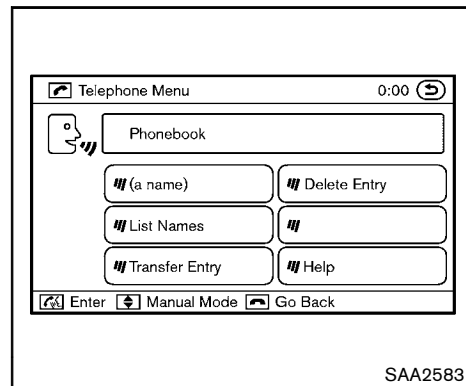 Telephone Menu 0:00
Phonebook
(a name) Delete Entry
List Names
Transfer Entry Help
Enter Manual Mode Go Back
SAA2583